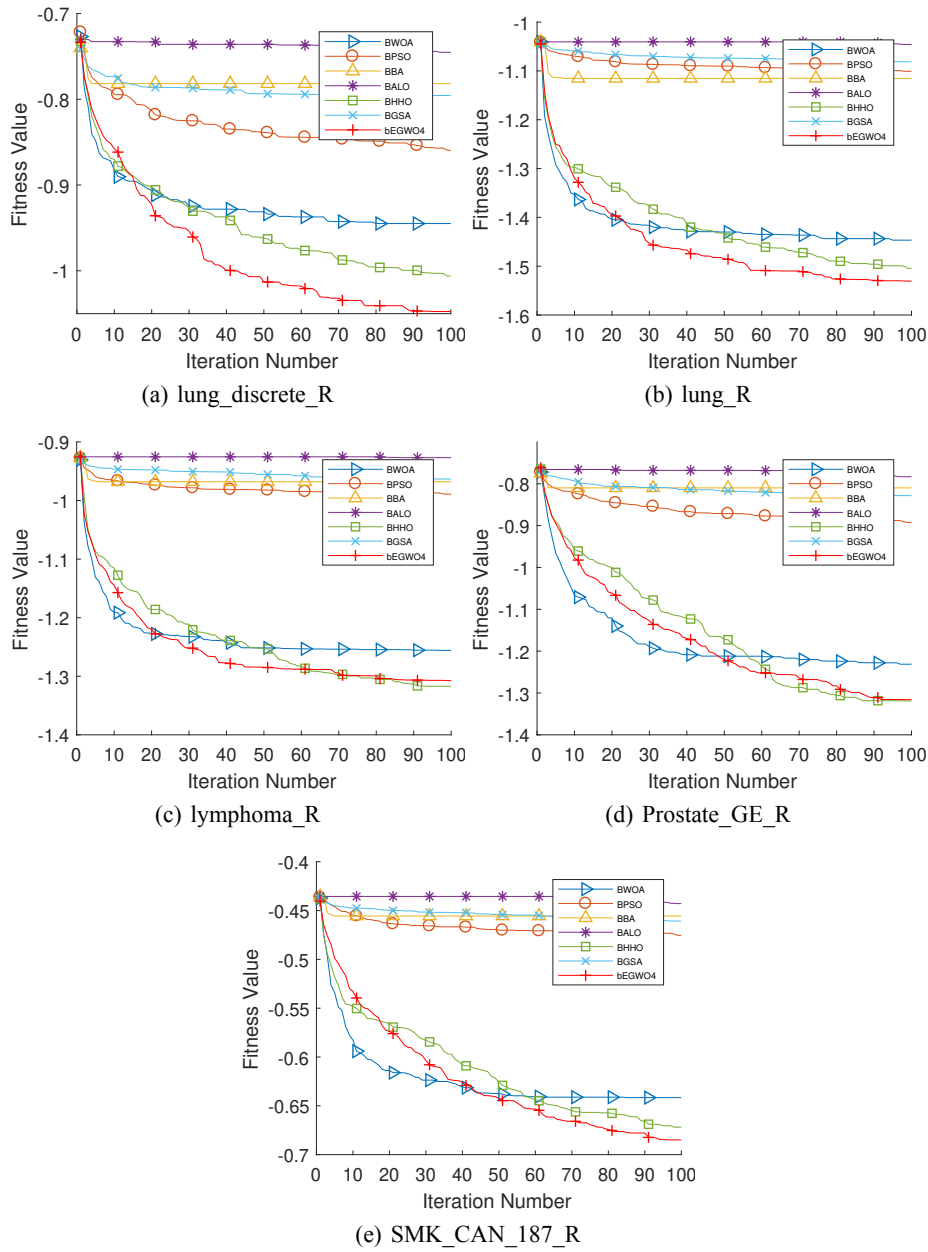 -0.7
-0.8
-0.9
-1
0 10 20 30 40 50 60 70 80 90 100
Fitness Value
Iteration Number
BWOA
BPSO
BBA
BALO
BHHO
BGSA
bEGWO4
(a) lung_discrete_R
-1
-1.1
-1.2
-1.3
-1.4
-1.5
-1.6
0 10 20 30 40 50 60 70 80 90 100
Fitness Value
Iteration Number
BWOA
BPSO
BBA
BALO
BHHO
BGSA
bEGWO4
(b) lung_R
-0.9
-1
-1.1
-1.2
-1.3
-1.4
0 10 20 30 40 50 60 70 80 90 100
Fitness Value
Iteration Number
BWOA
BPSO
BBA
BALO
BHHO
BGSA
bEGWO4
(c) lymphoma_R
-0.8
-0.9
-1
-1.1
-1.2
-1.3
-1.4
0 10 20 30 40 50 60 70 80 90 100
Fitness Value
Iteration Number
BWOA
BPSO
BBA
BALO
BHHO
BGSA
bEGWO4
(d) Prostate_GE_R
-0.4
-0.45
-0.5
-0.55
-0.6
-0.65
-0.7
0 10 20 30 40 50 60 70 80 90 100
Fitness Value
Iteration Number
BWOA
BPSO
BBA
BALO
BHHO
BGSA
bEGWO4
(e) SMK_CAN_187_R